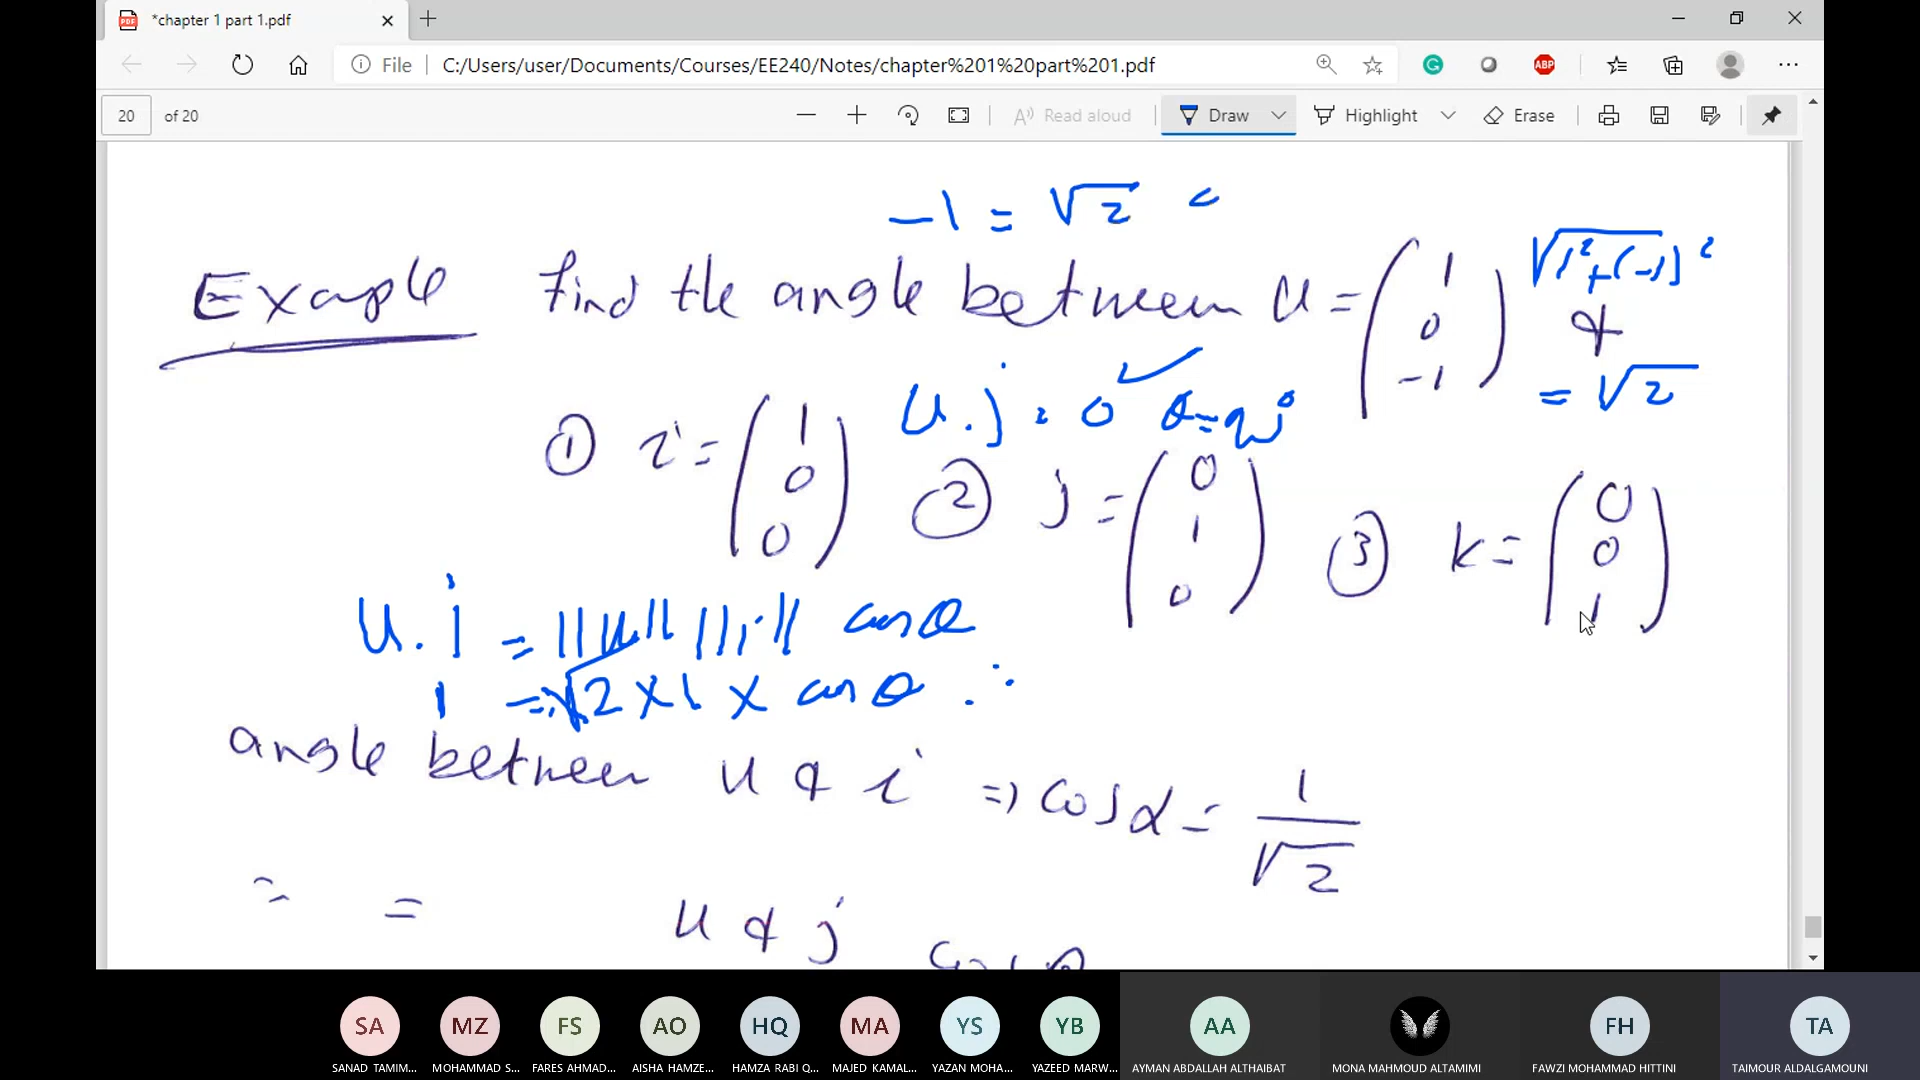 *chapter 1 part 1.pdf
File C:/Users/user/Documents/Courses/EE240/Notes/chapter%201%20part%201.pdf
20 of 20 Read aloud Draw Highlight Erase
-1 = √2 c
Example find the angle between u = (1 0 -1) &
√1²+(-1)²
= √2
u.j = 0 θ=90
① i = (1 0 0) ② j = (0 1 0) ③ k = (0 0 1)
u.i = ||u|| ||i|| cos θ
1 = √2 x 1 x cos θ
angle between u & i => cos α = 1/√2
= u & j
SA MZ FS AO HQ MA YS YB AA FH TA
SANAD TAMIM... MOHAMMAD S... FARES AHMAD... AISHA HAMZE... HAMZA RABI Q... MAJED KAMAL... YAZAN MOHA... YAZEED MARW... AYMAN ABDALLAH ALTHAIBAT MONA MAHMOUD ALTAMIMI FAWZI MOHAMMED HITTINI TAIMOUR ALDALGAMOUNI